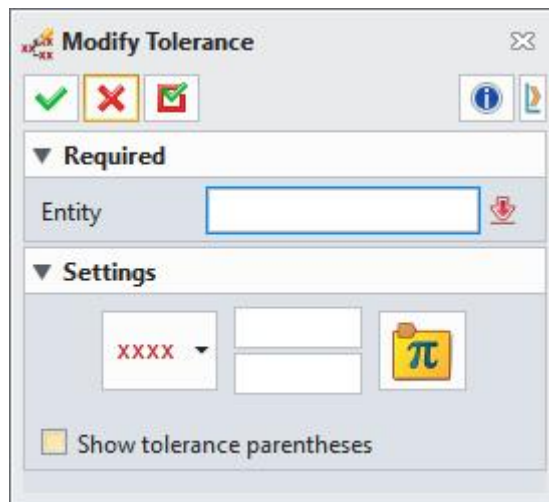 Modify Tolerance
Required
Entity
Settings
xxxx
π
Show tolerance parentheses